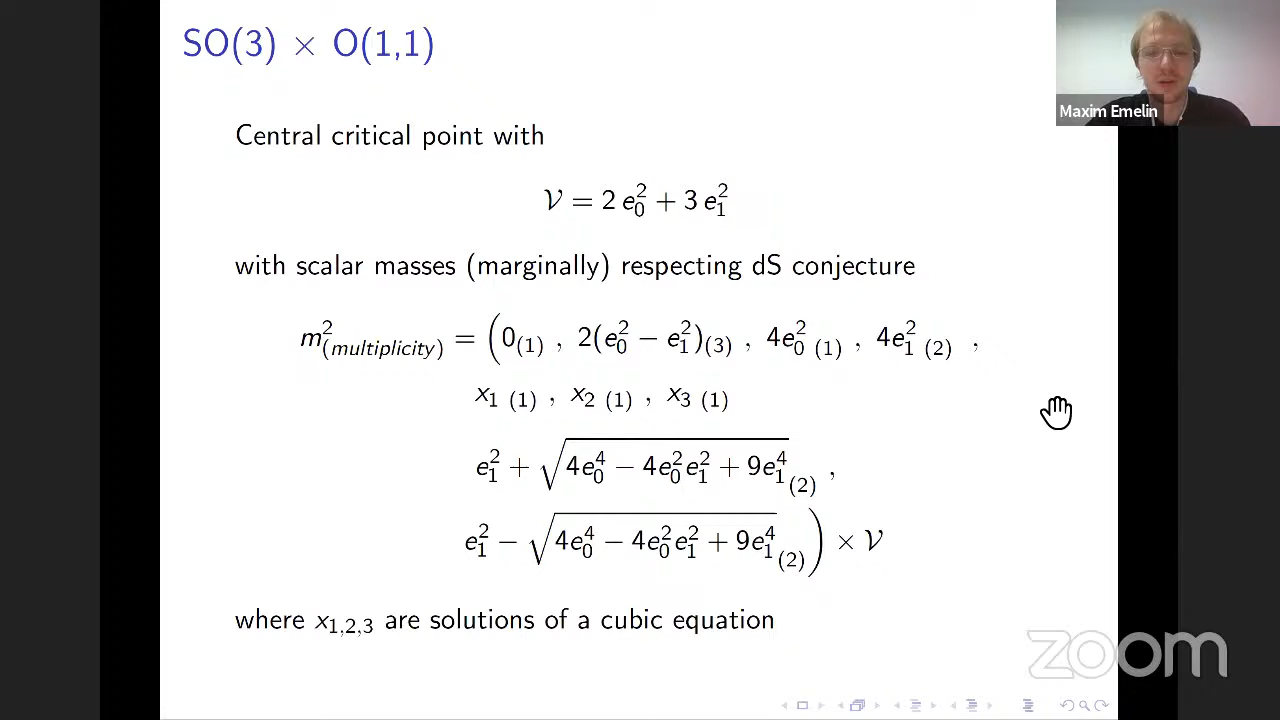 SO(3) × O(1,1)
Maxim Emelin
Central critical point with
𝒱 = 2 e₀² + 3 e₁²
with scalar masses (marginally) respecting dS conjecture
m²₍multiplicity₎ = (0₍₁₎ , 2(e₀² − e₁²)₍₃₎ , 4e₀² ₍₁₎ , 4e₁² ₍₂₎ ,
x₁ ₍₁₎ , x₂ ₍₁₎ , x₃ ₍₁₎
e₁² + √(4e₀⁴ − 4e₀²e₁² + 9e₁⁴) ₍₂₎ ,
e₁² − √(4e₀⁴ − 4e₀²e₁² + 9e₁⁴) ₍₂₎) × 𝒱
where x₁,₂,₃ are solutions of a cubic equation
zoom